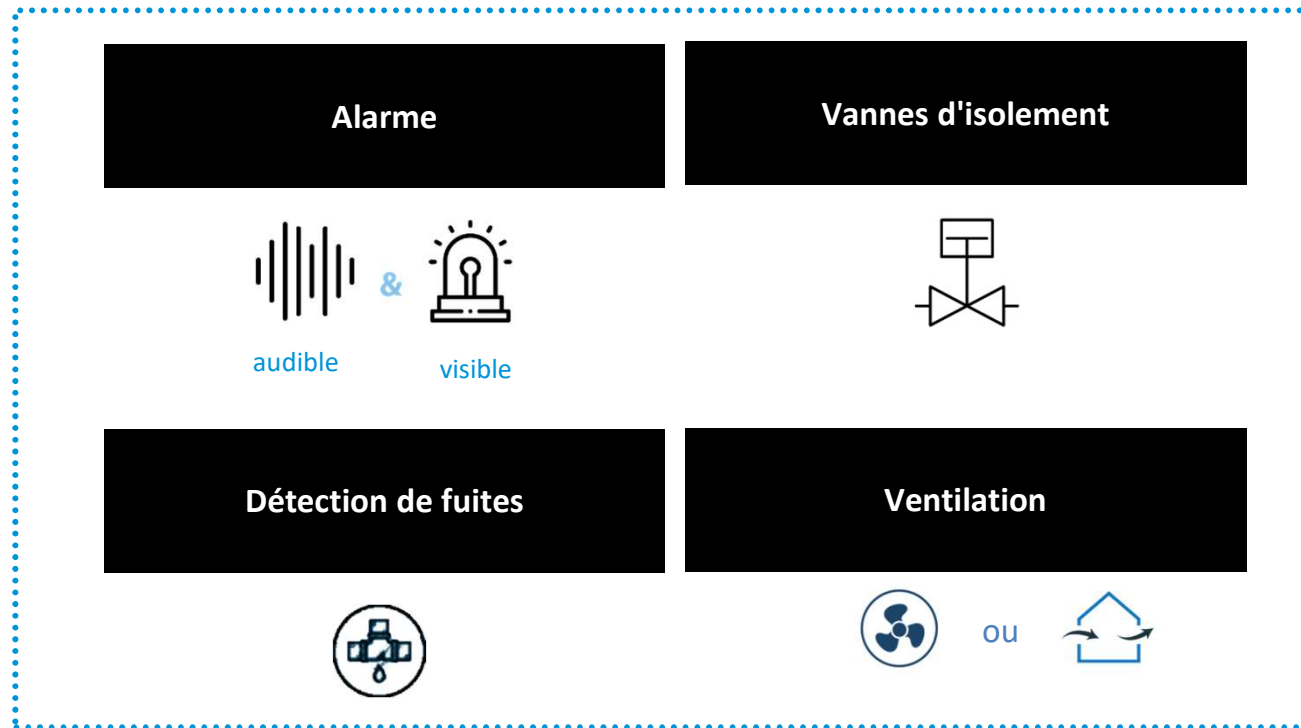 Alarme
Vannes d'isolement
&
audible
visible
Détection de fuites
Ventilation
ou